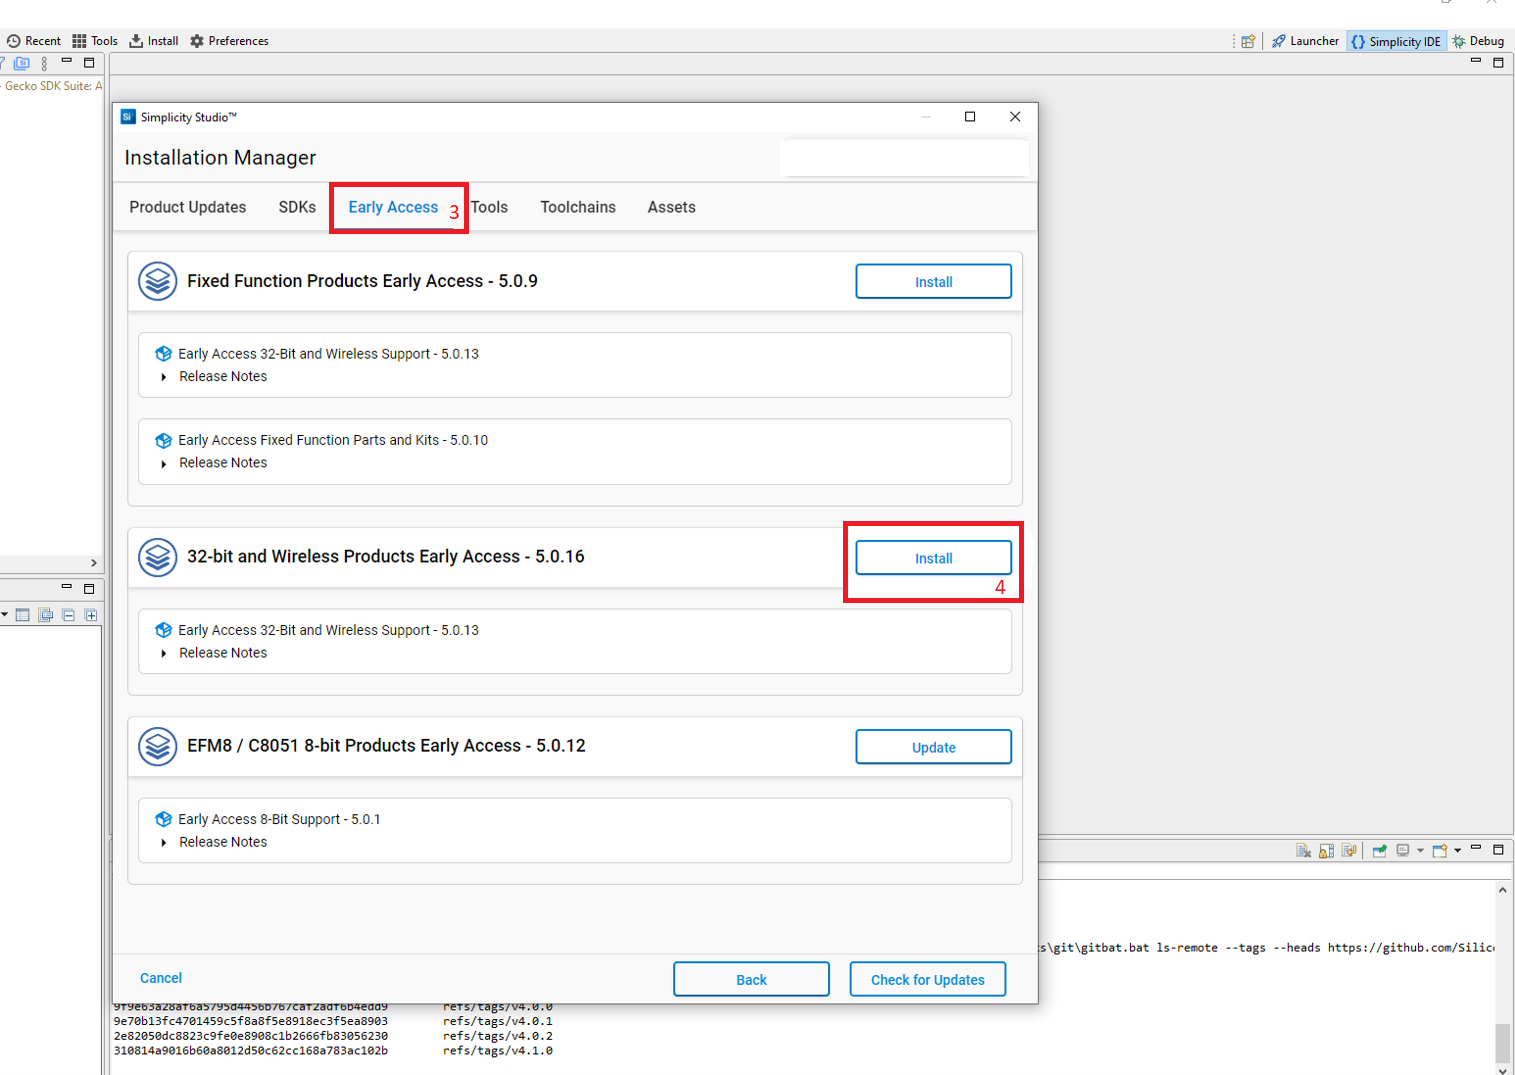 Recent Tools Install Preferences
Launcher {} Simplicity IDE Debug
Gecko SDK Suite: A
Si Simplicity Studio™
Installation Manager
Product Updates SDKs Early Access 3 Tools Toolchains Assets
Fixed Function Products Early Access - 5.0.9 Install
Early Access 32-Bit and Wireless Support - 5.0.13
Release Notes
Early Access Fixed Function Parts and Kits - 5.0.10
Release Notes
32-bit and Wireless Products Early Access - 5.0.16 Install
4
Early Access 32-Bit and Wireless Support - 5.0.13
Release Notes
EFM8 / C8051 8-bit Products Early Access - 5.0.12 Update
Early Access 8-Bit Support - 5.0.1
Release Notes
s\git\gitbat.bat ls-remote --tags --heads https://github.com/Silic
Cancel Back Check for Updates
9f9e63a28af6a5795d4456b767caf2adf6b4edd9 refs/tags/v4.0.0
9e70b13fc4701459c5f8a8f5e8918ec3f5ea8903 refs/tags/v4.0.1
2e82050dc8823c9fe0e8908c1b2666fb83056230 refs/tags/v4.0.2
310814a9016b60a8012d50c62cc168a783ac102b refs/tags/v4.1.0